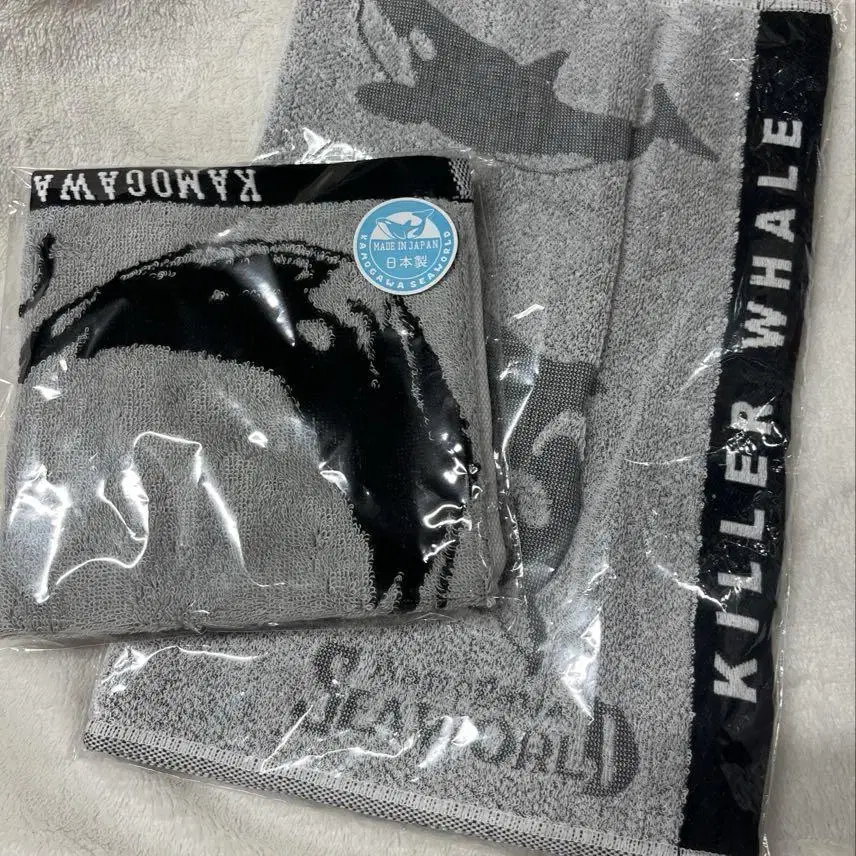 KAMOGAWA
MADE IN JAPAN
日本製
KAMOGAWA SEAWORLD
KILLER WHALE
SEAWORLD